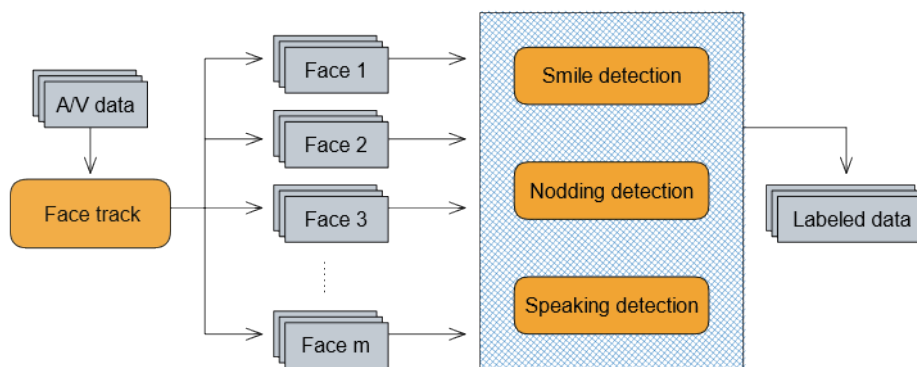 A/V data
Face track
Face 1
Face 2
Face 3
Face m
Smile detection
Nodding detection
Speaking detection
Labeled data